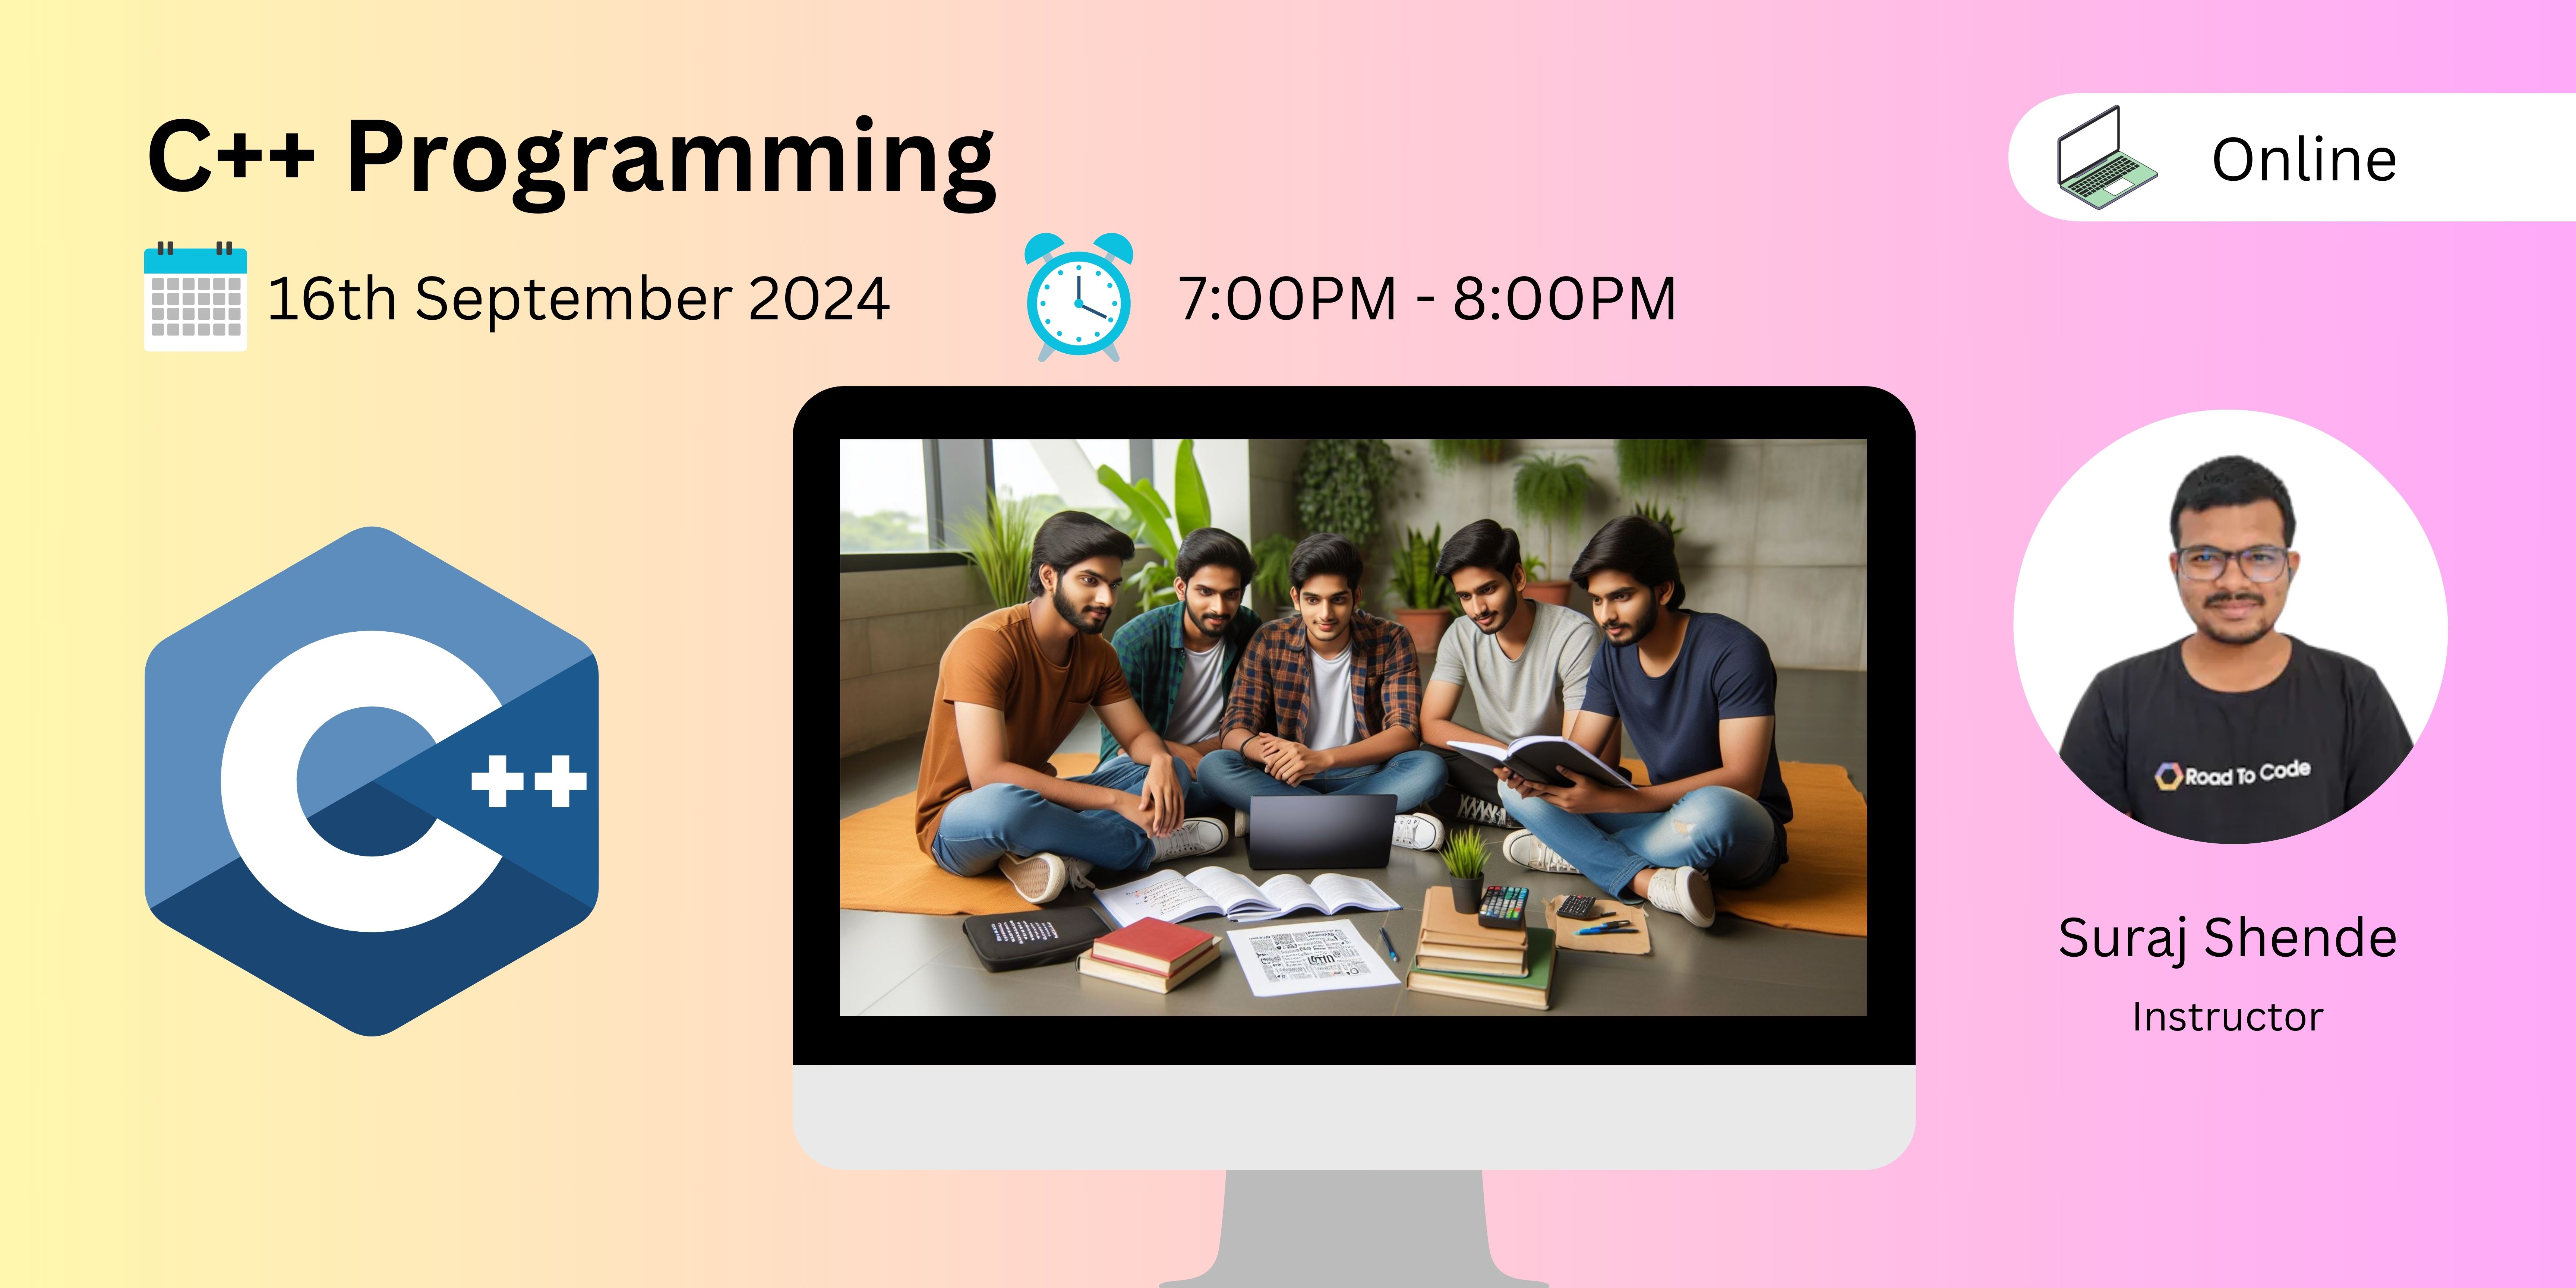 C++ Programming
Online
16th September 2024
7:00PM - 8:00PM
C++
Road To Code
Suraj Shende
Instructor